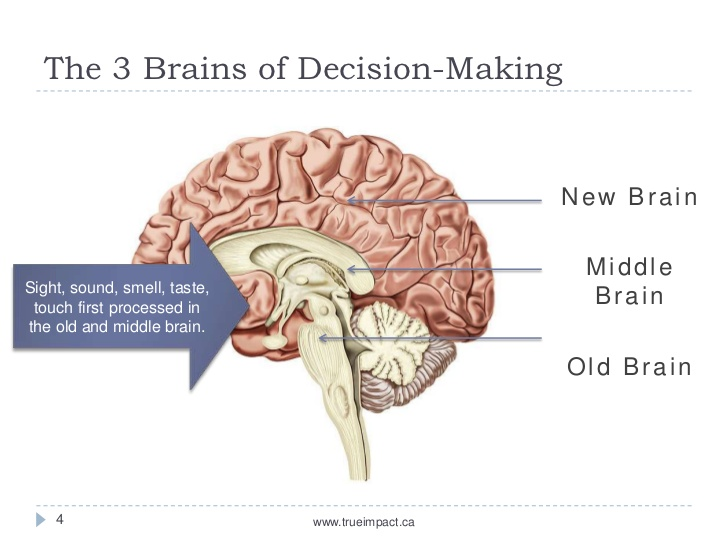 The 3 Brains of Decision-Making
New Brain
Middle
Brain
Sight, sound, smell, taste,
touch first processed in
the old and middle brain.
Old Brain
4
www.trueimpact.ca